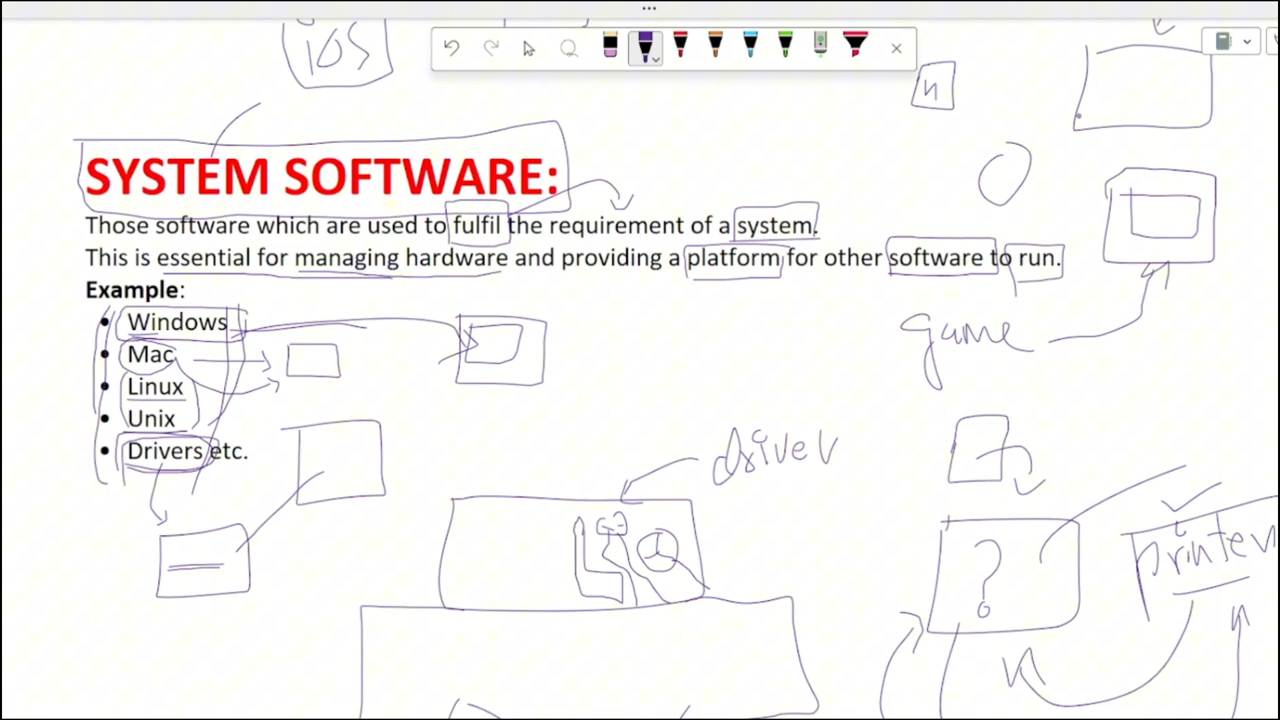 iOS
n
SYSTEM SOFTWARE:
Those software which are used to fulfil the requirement of a system.
This is essential for managing hardware and providing a platform for other software to run.
Example:
• Windows
• Mac
• Linux
• Unix
• Drivers etc.
game
driver
?
printer